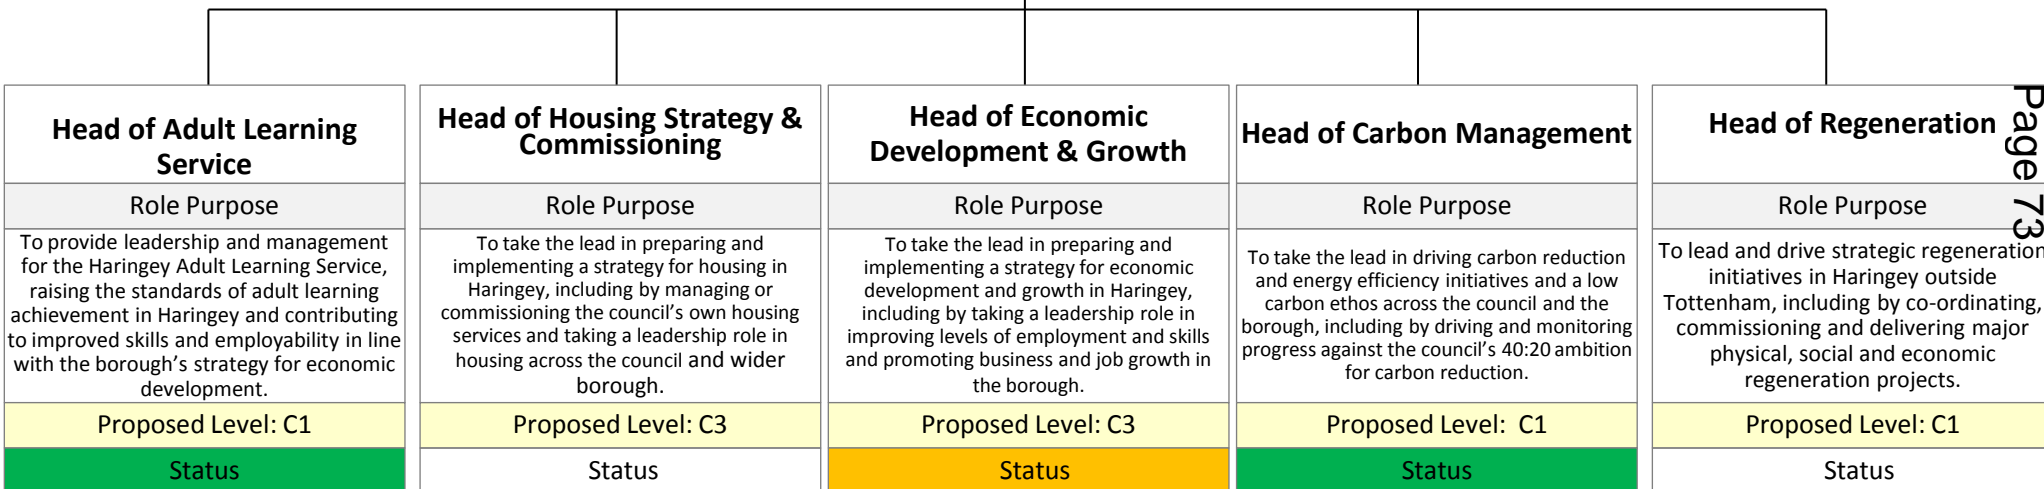 Head of Adult Learning
Service
Role Purpose
To provide leadership and management
for the Haringey Adult Learning Service,
raising the standards of adult learning
achievement in Haringey and contributing
to improved skills and employability in line
with the borough’s strategy for economic
development.
Proposed Level: C1
Status
Head of Housing Strategy &
Commissioning
Role Purpose
To take the lead in preparing and
implementing a strategy for housing in
Haringey, including by managing or
commissioning the council’s own housing
services and taking a leadership role in
housing across the council and wider
borough.
Proposed Level: C3
Status
Head of Economic
Development & Growth
Role Purpose
To take the lead in preparing and
implementing a strategy for economic
development and growth in Haringey,
including by taking a leadership role in
improving levels of employment and skills
and promoting business and job growth in
the borough.
Proposed Level: C3
Status
Head of Carbon Management
Role Purpose
To take the lead in driving carbon reduction
and energy efficiency initiatives and a low
carbon ethos across the council and the
borough, including by driving and monitoring
progress against the council’s 40:20 ambition
for carbon reduction.
Proposed Level: C1
Status
Head of Regeneration
Role Purpose
To lead and drive strategic regeneration
initiatives in Haringey outside
Tottenham, including by co-ordinating,
commissioning and delivering major
physical, social and economic
regeneration projects.
Proposed Level: C1
Status
Page 73